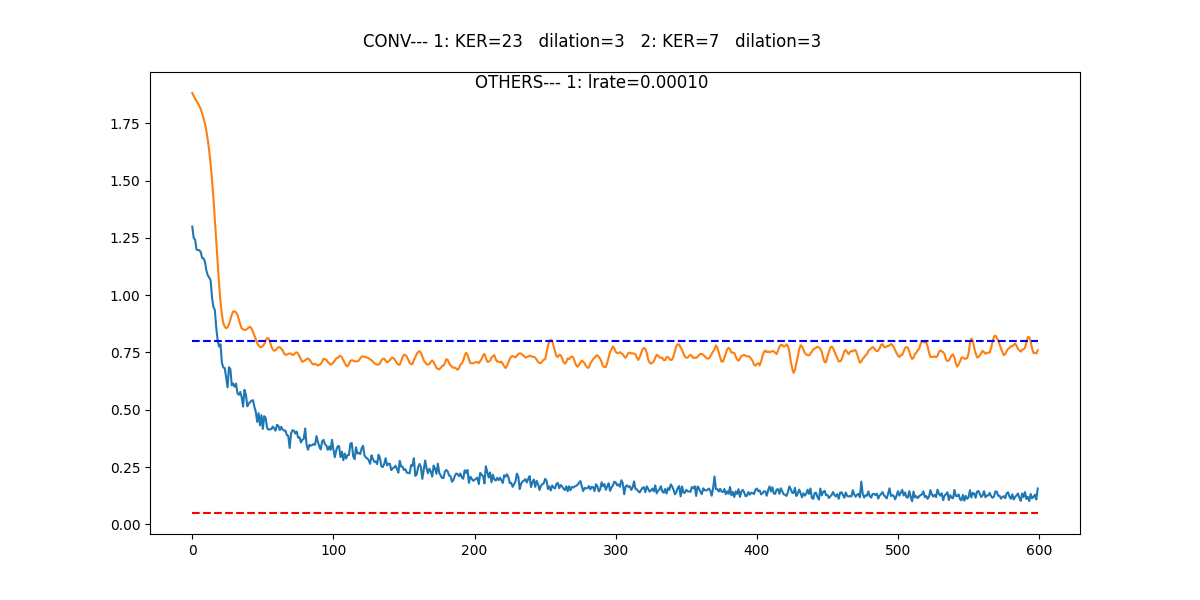 CONV--- 1: KER=23   dilation=3   2: KER=7   dilation=3
OTHERS--- 1: lrate=0.00010
1.75
1.50
1.25
1.00
0.75
0.50
0.25
0.00
0 100 200 300 400 500 600